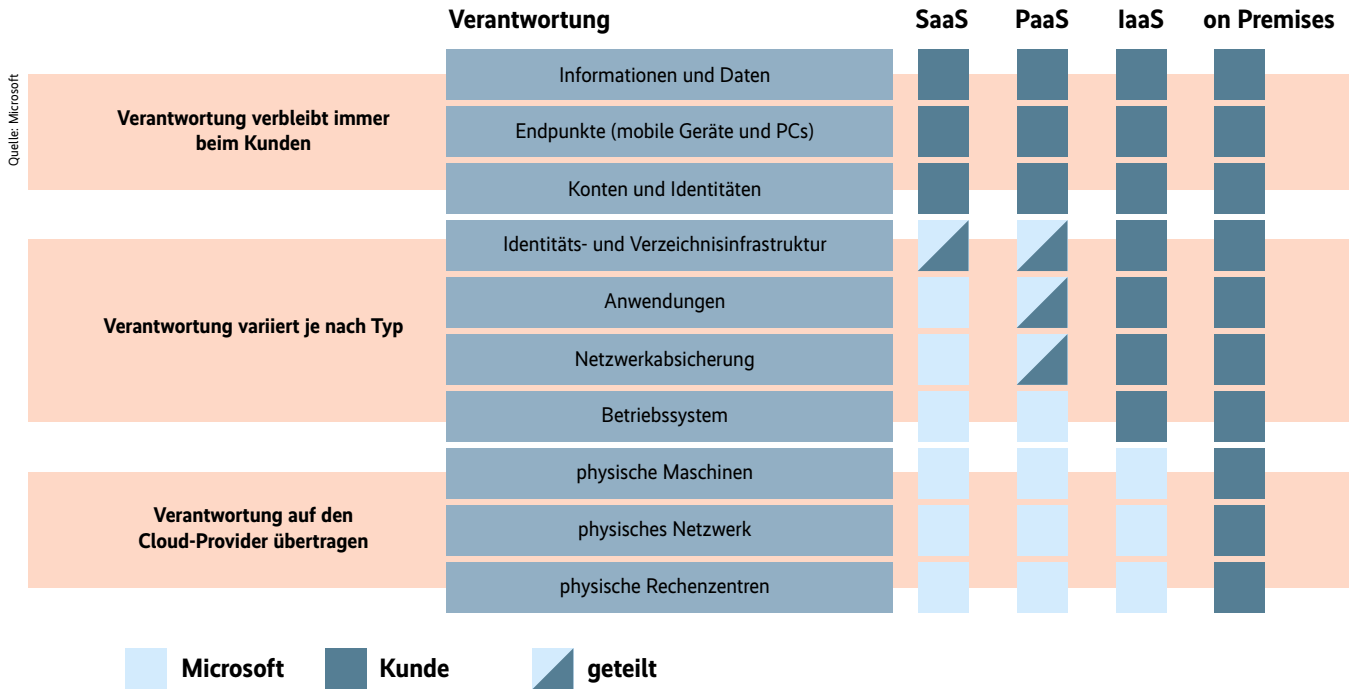 Verantwortung SaaS PaaS IaaS on Premises
Quelle: Microsoft
Verantwortung verbleibt immer
beim Kunden
Informationen und Daten
Endpunkte (mobile Geräte und PCs)
Konten und Identitäten
Verantwortung variiert je nach Typ
Identitäts- und Verzeichnisinfrastruktur
Anwendungen
Netzwerkabsicherung
Betriebssystem
Verantwortung auf den
Cloud-Provider übertragen
physische Maschinen
physisches Netzwerk
physische Rechenzentren
Microsoft Kunde geteilt